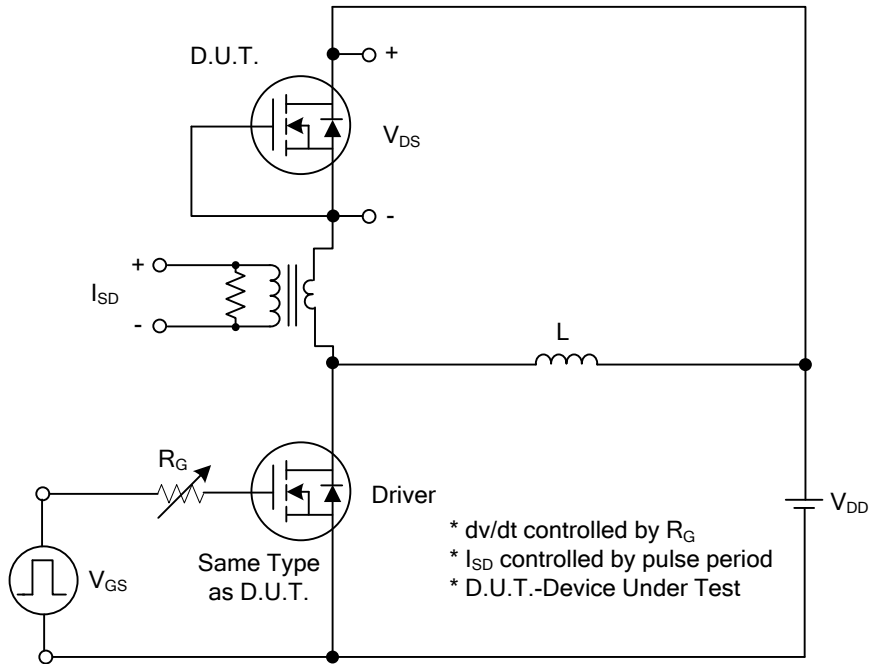 D.U.T.
+
V_DS
-
+
I_SD
-
L
R_G
Driver
V_DD
Same Type
as D.U.T.
V_GS
* dv/dt controlled by R_G
* I_SD controlled by pulse period
* D.U.T.-Device Under Test